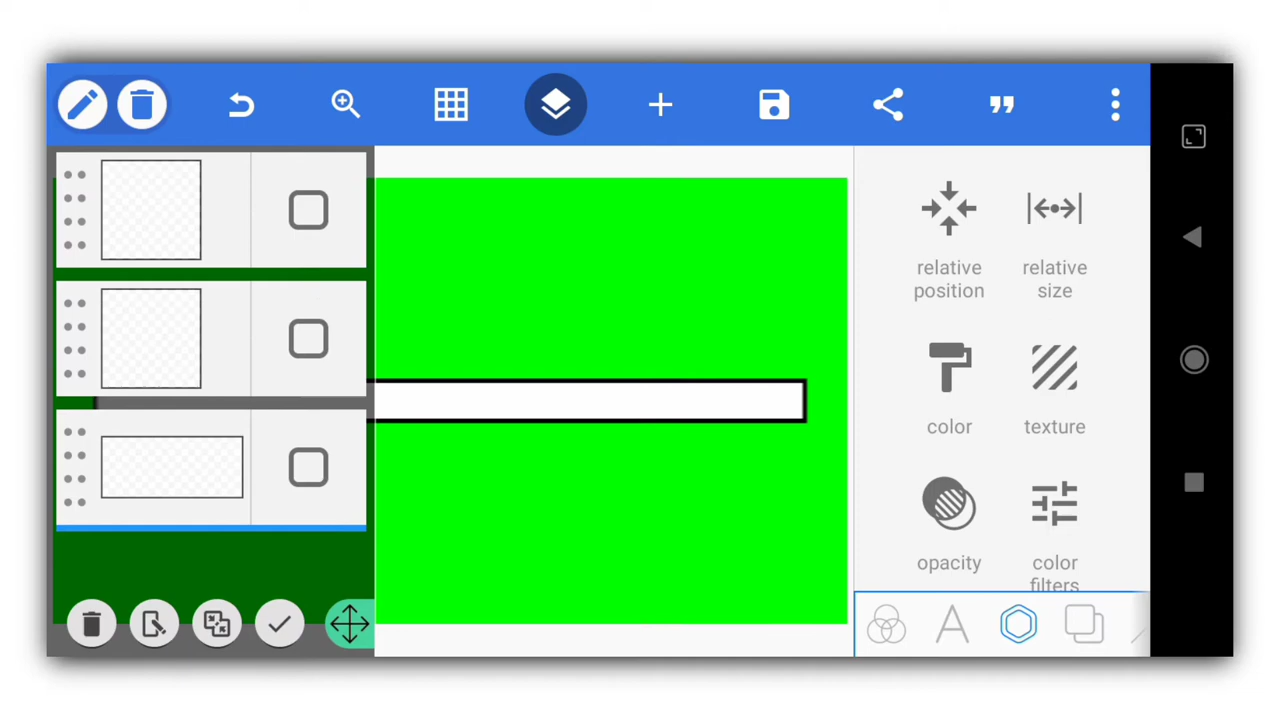 relative
position
relative
size
color
texture
opacity
color
filters